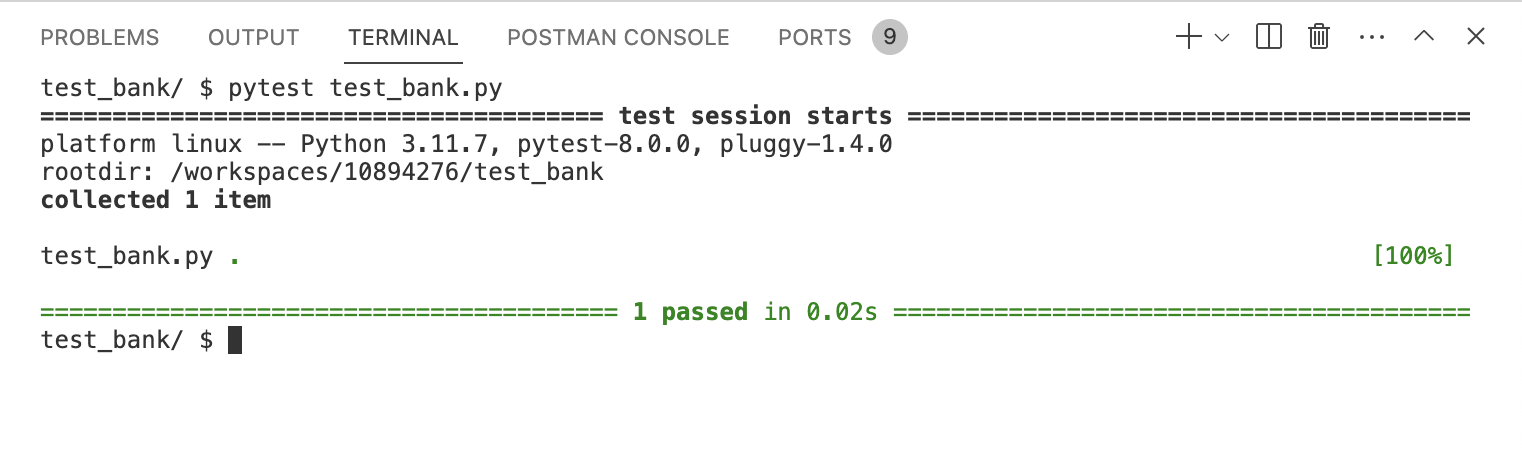 PROBLEMS OUTPUT TERMINAL POSTMAN CONSOLE PORTS 9
test_bank/ $ pytest test_bank.py
======================================= test session starts =======================================
platform linux -- Python 3.11.7, pytest-8.0.0, pluggy-1.4.0
rootdir: /workspaces/10894276/test_bank
collected 1 item
test_bank.py . [100%]
======================================== 1 passed in 0.02s ========================================
test_bank/ $